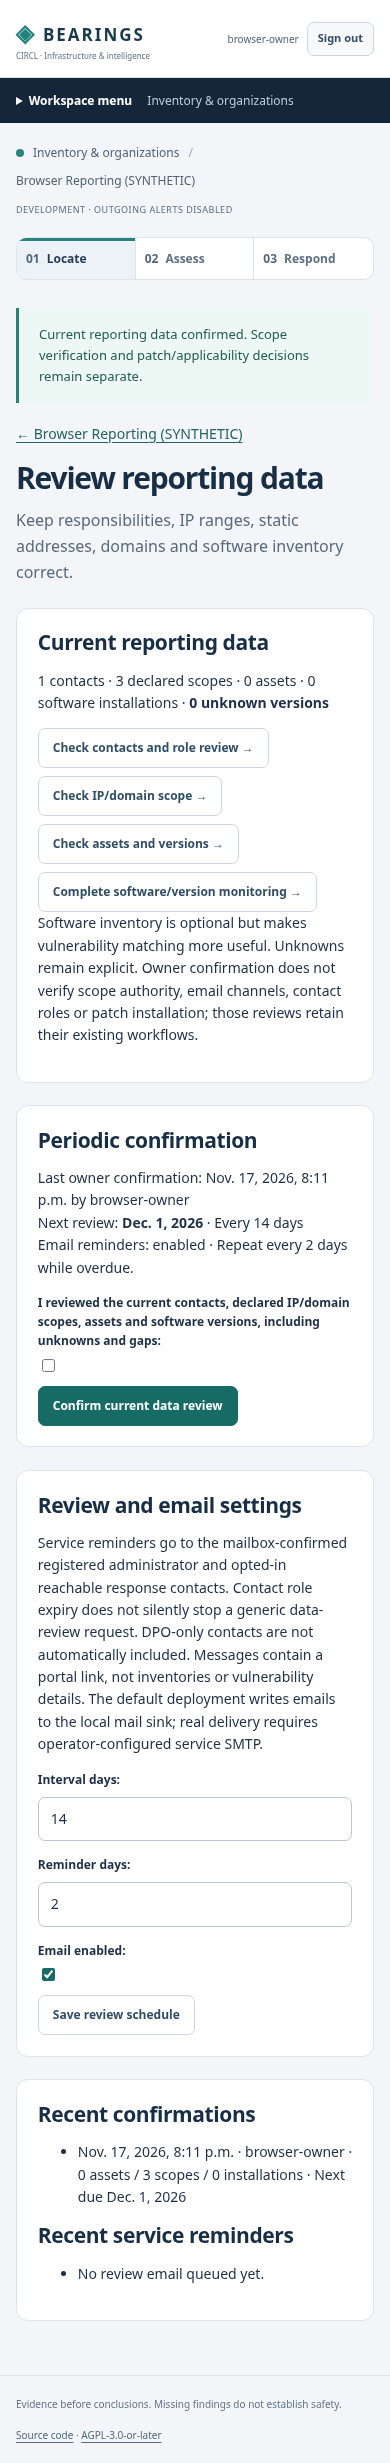 BEARINGS
CIRCL · Infrastructure & intelligence
browser-owner
Sign out
Workspace menu
Inventory & organizations
Inventory & organizations /
Browser Reporting (SYNTHETIC)
DEVELOPMENT · OUTGOING ALERTS DISABLED
01 Locate
02 Assess
03 Respond
Current reporting data confirmed. Scope
verification and patch/applicability decisions
remain separate.
← Browser Reporting (SYNTHETIC)
Review reporting data
Keep responsibilities, IP ranges, static
addresses, domains and software inventory
correct.
Current reporting data
1 contacts · 3 declared scopes · 0 assets · 0
software installations · 0 unknown versions
Check contacts and role review →
Check IP/domain scope →
Check assets and versions →
Complete software/version monitoring →
Software inventory is optional but makes
vulnerability matching more useful. Unknowns
remain explicit. Owner confirmation does not
verify scope authority, email channels, contact
roles or patch installation; those reviews retain
their existing workflows.
Periodic confirmation
Last owner confirmation: Nov. 17, 2026, 8:11
p.m. by browser-owner
Next review: Dec. 1, 2026 · Every 14 days
Email reminders: enabled · Repeat every 2 days
while overdue.
I reviewed the current contacts, declared IP/domain
scopes, assets and software versions, including
unknowns and gaps:
Confirm current data review
Review and email settings
Service reminders go to the mailbox-confirmed
registered administrator and opted-in
reachable response contacts. Contact role
expiry does not silently stop a generic data-
review request. DPO-only contacts are not
automatically included. Messages contain a
portal link, not inventories or vulnerability
details. The default deployment writes emails
to the local mail sink; real delivery requires
operator-configured service SMTP.
Interval days:
14
Reminder days:
2
Email enabled:
Save review schedule
Recent confirmations
• Nov. 17, 2026, 8:11 p.m. · browser-owner ·
0 assets / 3 scopes / 0 installations · Next
due Dec. 1, 2026
Recent service reminders
• No review email queued yet.
Evidence before conclusions. Missing findings do not establish safety.
Source code · AGPL-3.0-or-later